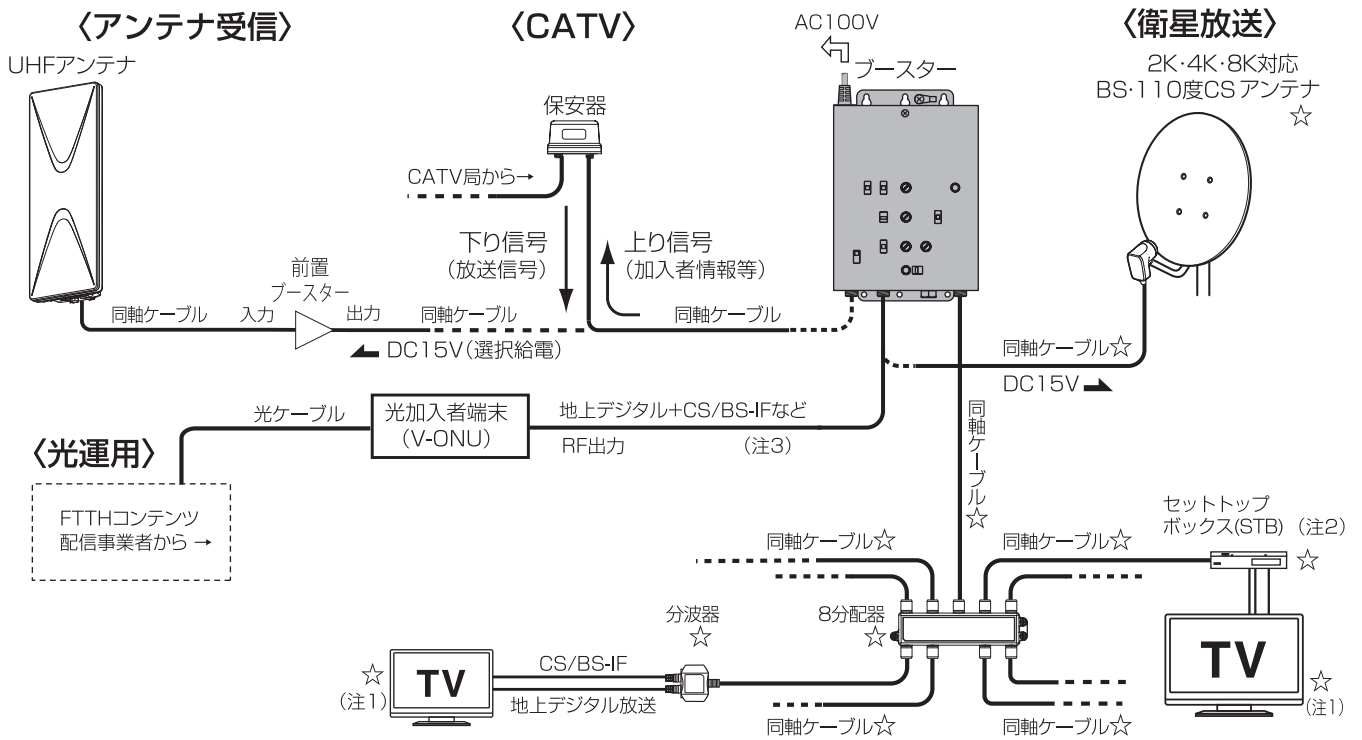 〈アンテナ受信〉
UHFアンテナ
〈CATV〉
保安器
CATV局から→
下り信号
(放送信号)
上り信号
(加入者情報等)
AC100V
ブースター
〈衛星放送〉
2K・4K・8K対応
BS・110度CS アンテナ
☆
前置
ブースター
同軸ケーブル
入力
出力
同軸ケーブル
同軸ケーブル
DC15V(選択給電)
同軸ケーブル☆
DC15V
光ケーブル
光加入者端末
(V-ONU)
地上デジタル+CS/BS-IFなど
RF出力
(注3)
〈光運用〉
FTTHコンテンツ
配信事業者から →
同軸ケーブル☆
セットトップ
ボックス(STB) (注2)
☆
同軸ケーブル☆
同軸ケーブル☆
分波器
☆
8分配器
☆
☆
(注1)
TV
CS/BS-IF
地上デジタル放送
TV
☆
(注1)
同軸ケーブル☆
同軸ケーブル☆